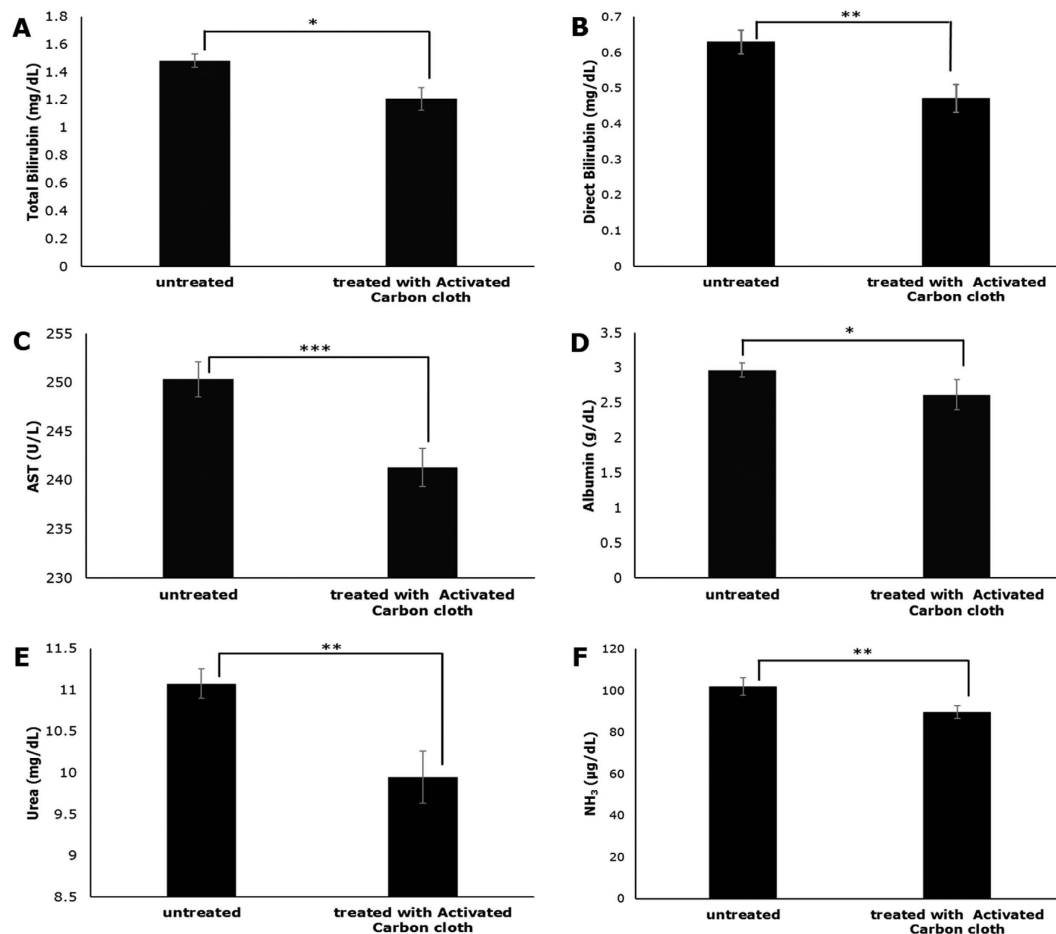 A
Total Bilirubin (mg/dL)
1.8
1.6
1.4
1.2
1
0.8
0.6
0.4
0.2
0
*
untreated
treated with Activated
Carbon cloth
B
Direct Bilirubin (mg/dL)
0.7
0.6
0.5
0.4
0.3
0.2
0.1
0
**
untreated
treated with Activated
Carbon cloth
C
AST (U/L)
255
250
245
240
235
230
***
untreated
treated with Activated
Carbon cloth
D
Albumin (g/dL)
3.5
3
2.5
2
1.5
1
0.5
0
*
untreated
treated with Activated
Carbon cloth
E
Urea (mg/dL)
11.5
11
10.5
10
9.5
9
8.5
**
untreated
treated with Activated
Carbon cloth
F
NH₃ (µg/dL)
120
100
80
60
40
20
0
**
untreated
treated with Activated
Carbon cloth